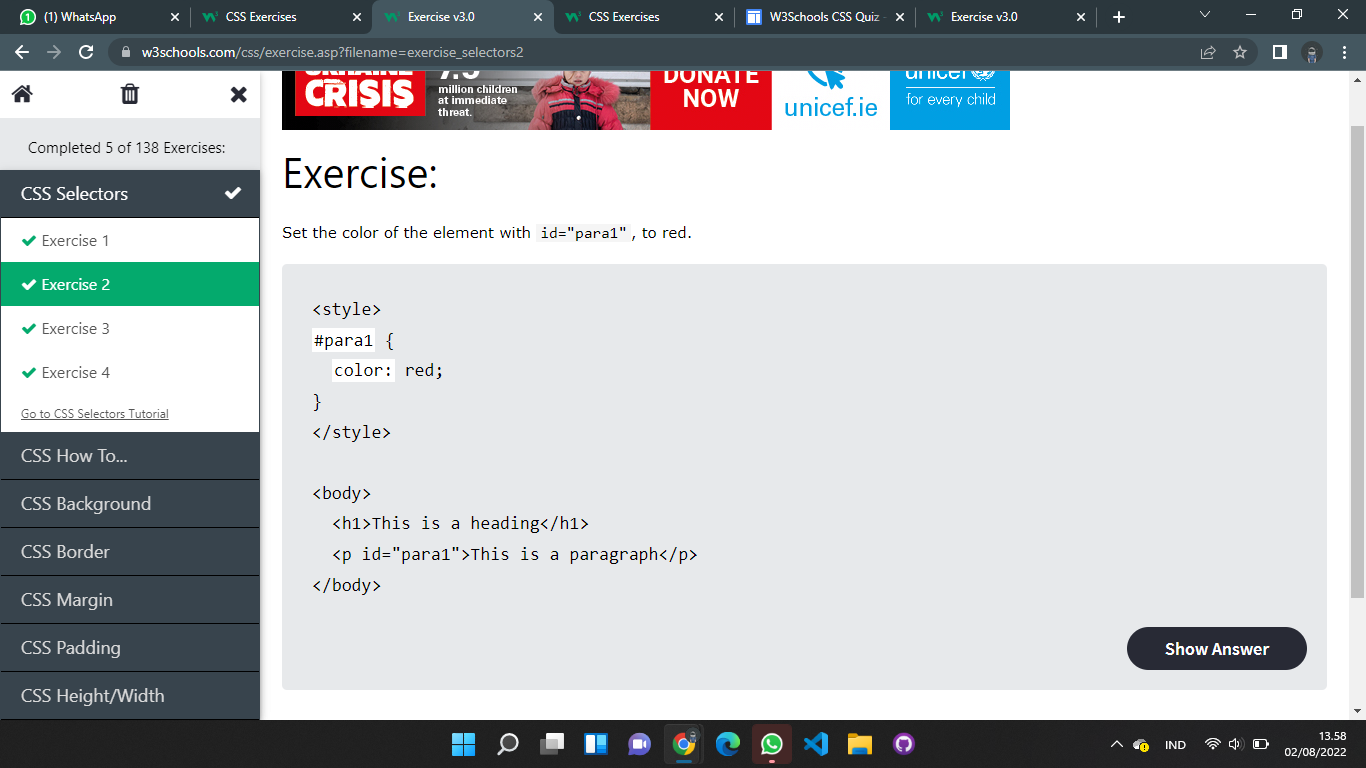 (1) WhatsApp
CSS Exercises
Exercise v3.0
CSS Exercises
W3Schools CSS Quiz -
Exercise v3.0
w3schools.com/css/exercise.asp?filename=exercise_selectors2
CRISIS
million children
at immediate
threat.
DONATE
NOW
unicef.ie
unicef
for every child
Completed 5 of 138 Exercises:
CSS Selectors
Exercise 1
Exercise 2
Exercise 3
Exercise 4
Go to CSS Selectors Tutorial
CSS How To...
CSS Background
CSS Border
CSS Margin
CSS Padding
CSS Height/Width
Exercise:
Set the color of the element with id="para1", to red.
<style>
#para1 {
color: red;
}
</style>
<body>
<h1>This is a heading</h1>
<p id="para1">This is a paragraph</p>
</body>
Show Answer
IND
13.58
02/08/2022